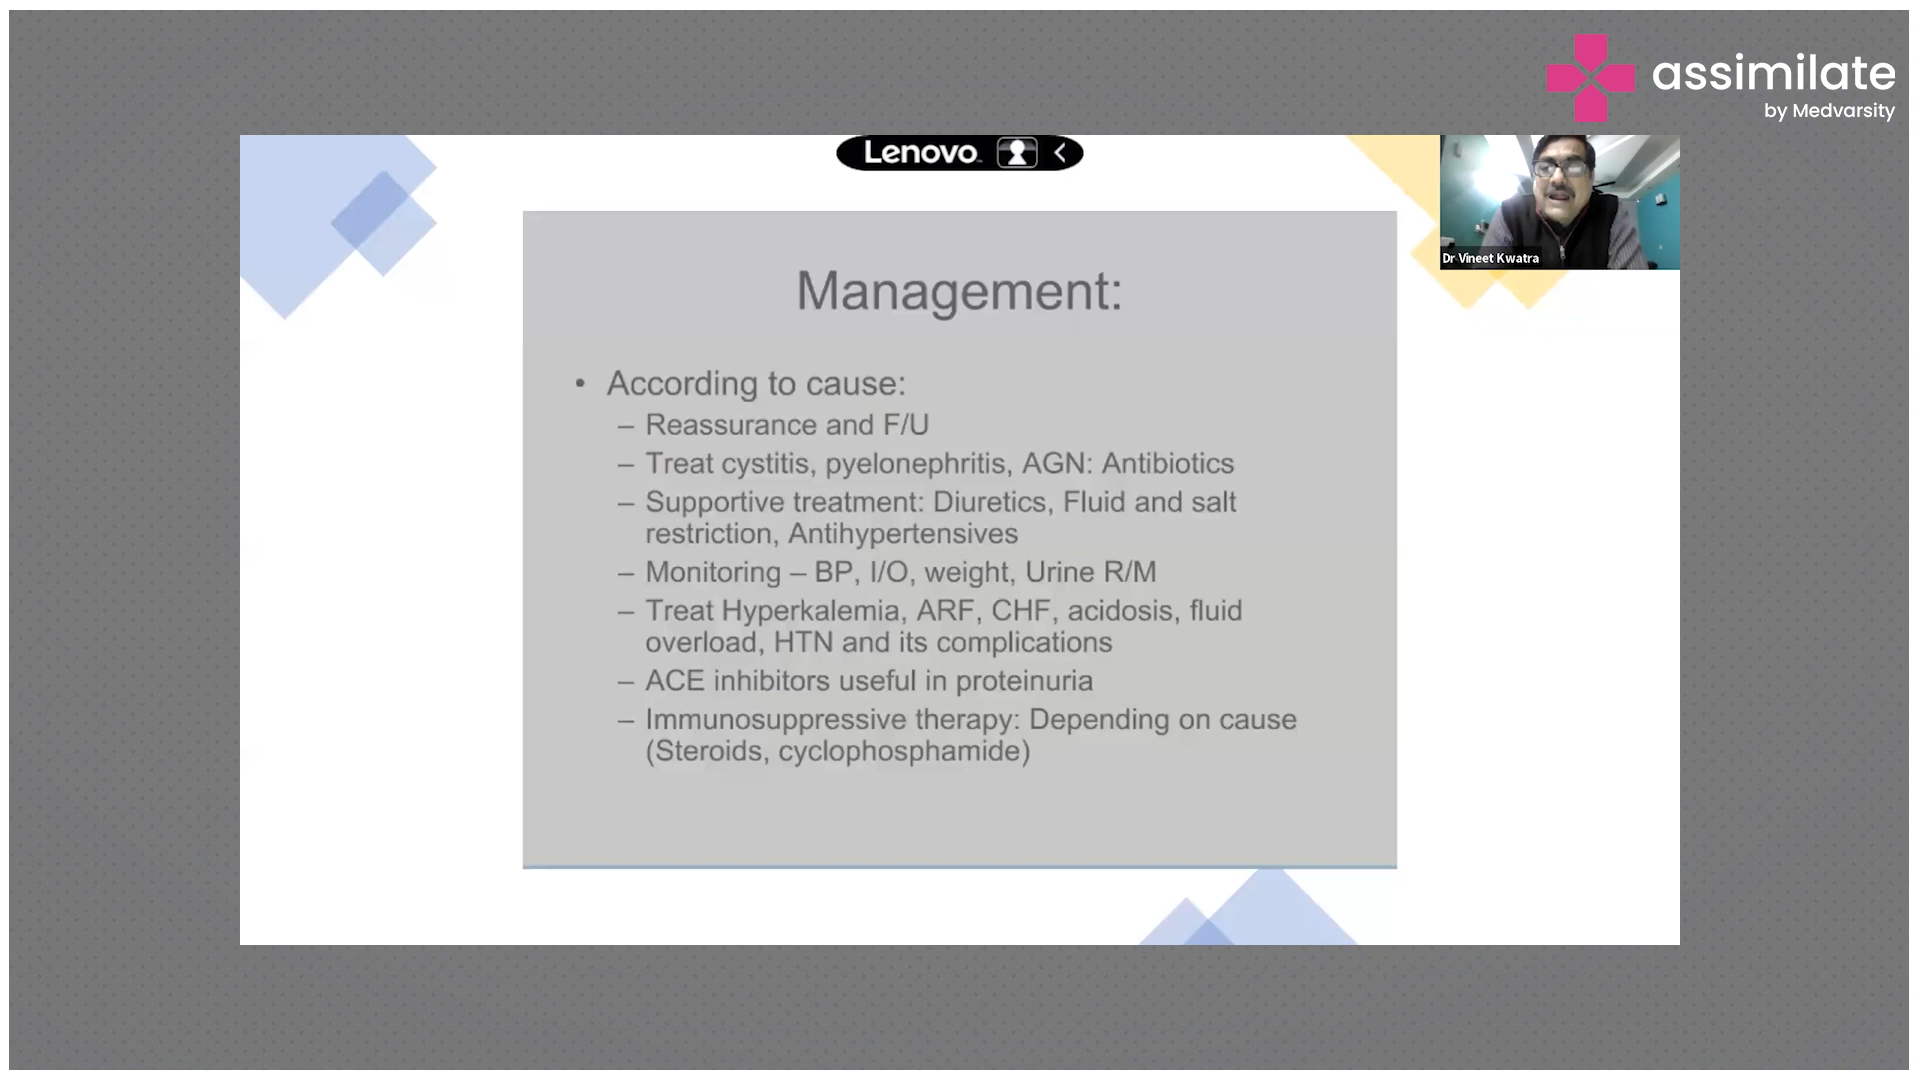 assimilate
by Medvarsity
Lenovo
Dr Vineet Kwatra
Management:
• According to cause:
– Reassurance and F/U
– Treat cystitis, pyelonephritis, AGN: Antibiotics
– Supportive treatment: Diuretics, Fluid and salt
restriction, Antihypertensives
– Monitoring – BP, I/O, weight, Urine R/M
– Treat Hyperkalemia, ARF, CHF, acidosis, fluid
overload, HTN and its complications
– ACE inhibitors useful in proteinuria
– Immunosuppressive therapy: Depending on cause
(Steroids, cyclophosphamide)